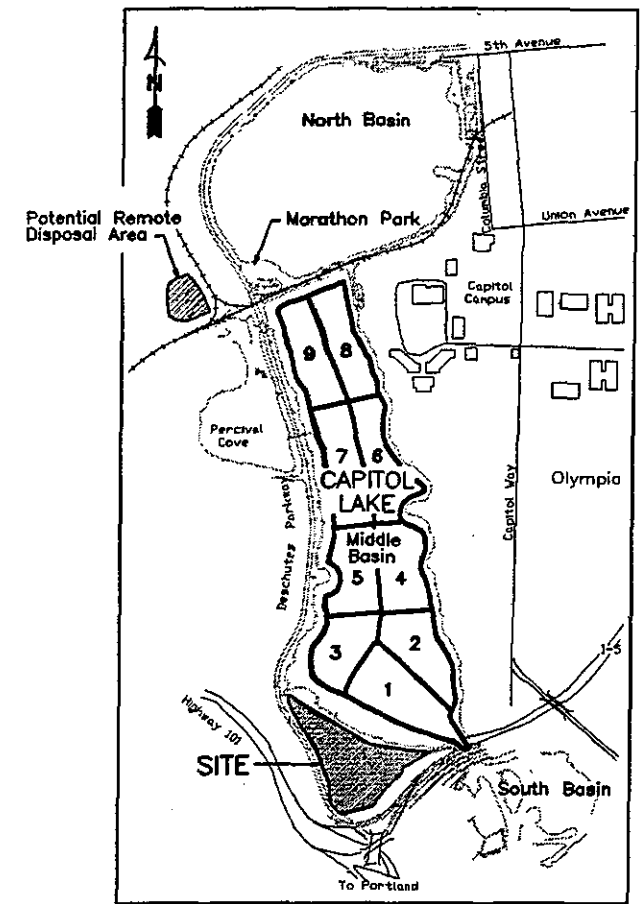 5th Avenue
N
North Basin
Columbia Street
Potential Remote
Disposal Area
Marathon Park
Union Avenue
Capitol
Campus
9
8
Percival
Cove
7
6
CAPITOL
LAKE
Olympia
Capitol Way
Deschutes Parkway
Middle
Basin
5
4
3
2
1
I-5
Highway 101
SITE
South Basin
To Portland